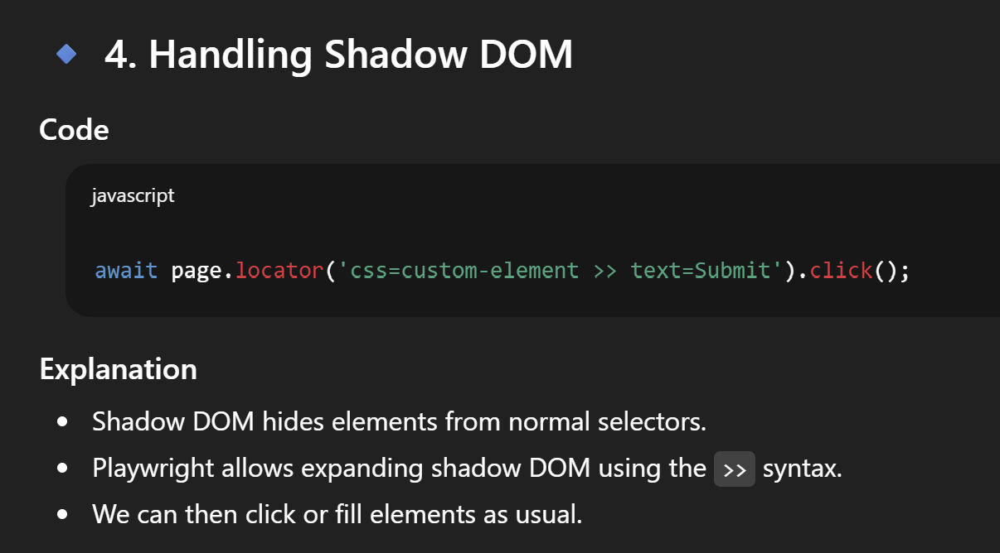 4. Handling Shadow DOM
Code
javascript
await page.locator('css=custom-element >> text=Submit').click();
Explanation
• Shadow DOM hides elements from normal selectors.
• Playwright allows expanding shadow DOM using the >> syntax.
• We can then click or fill elements as usual.